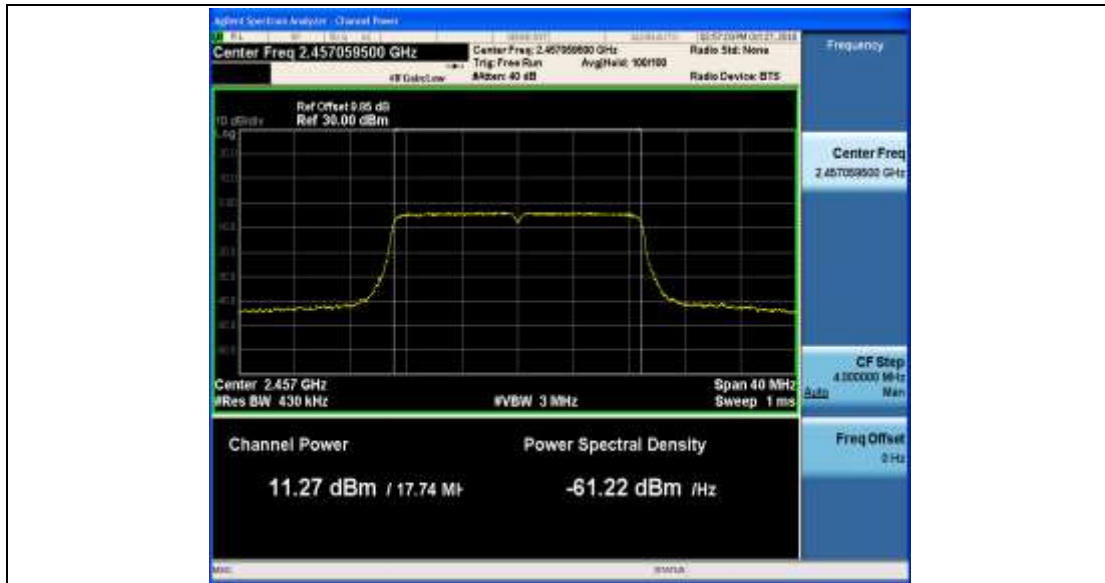 Agilent Spectrum Analyzer - Channel Power
Center Freq 2.457059500 GHz
Center Freq: 2.457059500 GHz
Radio Std: None
Trig: Free Run
Avg|Hold: 100/100
#IFGain:Low
#Atten: 40 dB
Radio Device: BTS
Frequency
Ref Offset 9.85 dB
10 dB/div
Ref 30.00 dBm
Log
Center Freq
2.457059500 GHz
Center 2.457 GHz
Span 40 MHz
#Res BW 430 kHz
#VBW 3 MHz
Sweep 1 ms
CF Step
4.000000 MHz
Auto
Man
Channel Power
Power Spectral Density
11.27 dBm / 17.74 MH
-61.22 dBm /Hz
Freq Offset
0 Hz
MSG
STATUS